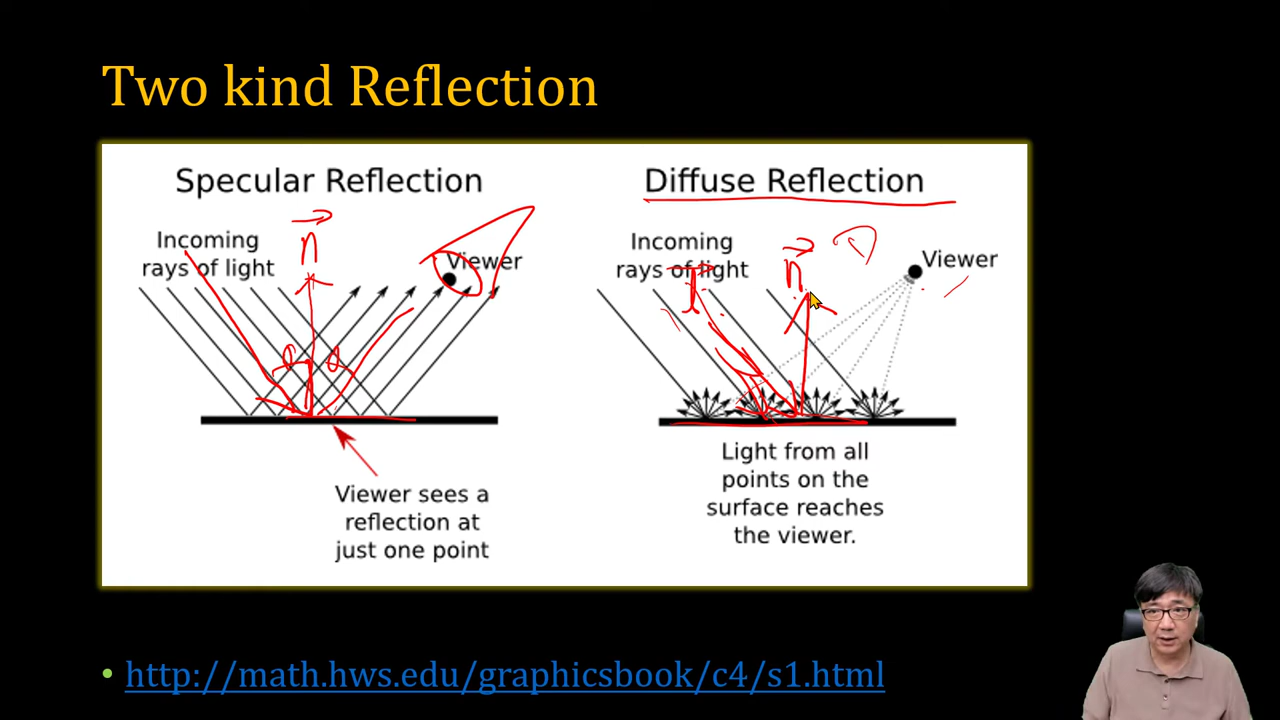 Two kind Reflection
Specular Reflection
n
Incoming
rays of light
Viewer
θ θ
Viewer sees a
reflection at
just one point
Diffuse Reflection
Incoming
rays of light
l
n
D
Viewer
Light from all
points on the
surface reaches
the viewer.
• http://math.hws.edu/graphicsbook/c4/s1.html